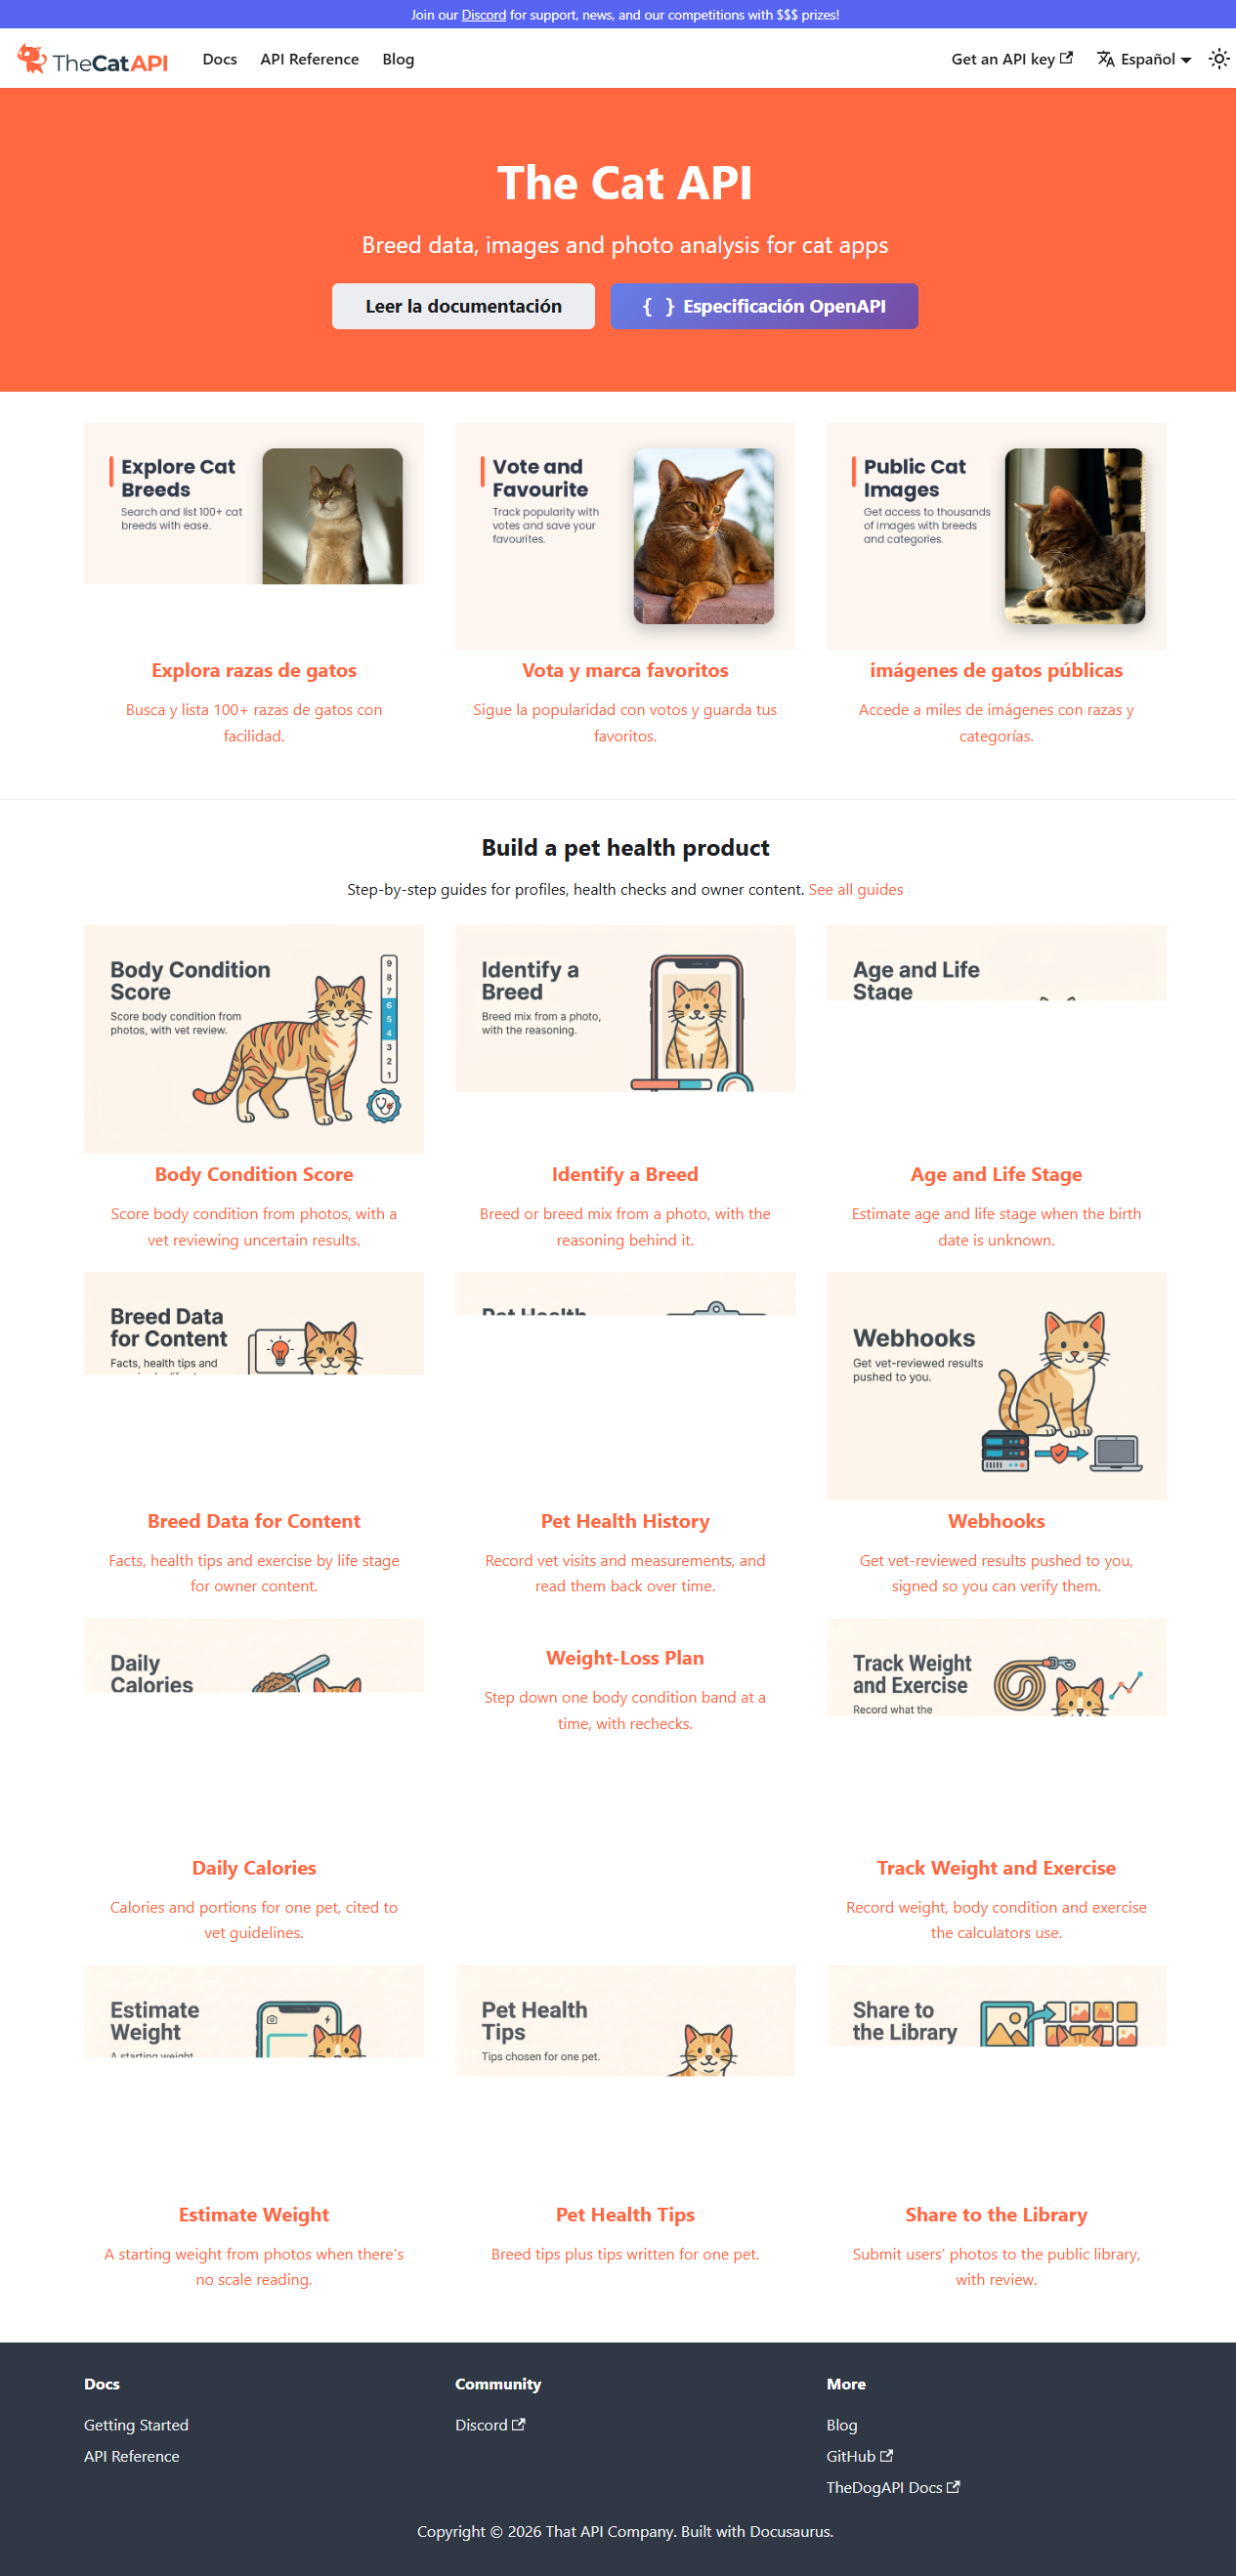 Join our Discord for support, news, and our competitions with $$$ prizes!
TheCatAPI
Docs
API Reference
Blog
Get an API key
Español
The Cat API
Breed data, images and photo analysis for cat apps
Leer la documentación
{ } Especificación OpenAPI
Explore Cat
Breeds
Search and list 100+ cat
breeds with ease.
Vote and
Favourite
Track popularity with
votes and save your
favourites.
Public Cat
Images
Get access to thousands
of images with breeds
and categories.
Explora razas de gatos
Busca y lista 100+ razas de gatos con
facilidad.
Vota y marca favoritos
Sigue la popularidad con votos y guarda tus
favoritos.
imágenes de gatos públicas
Accede a miles de imágenes con razas y
categorías.
Build a pet health product
Step-by-step guides for profiles, health checks and owner content. See all guides
Body Condition
Score
Score body condition from
photos, with vet review.
9
8
7
6
5
4
3
2
1
Identify a
Breed
Breed mix from a photo,
with the reasoning.
Age and Life
Stage
Body Condition Score
Score body condition from photos, with a
vet reviewing uncertain results.
Identify a Breed
Breed or breed mix from a photo, with the
reasoning behind it.
Age and Life Stage
Estimate age and life stage when the birth
date is unknown.
Breed Data
for Content
Facts, health tips and
Pet Health
Webhooks
Get vet-reviewed results
pushed to you.
Breed Data for Content
Facts, health tips and exercise by life stage
for owner content.
Pet Health History
Record vet visits and measurements, and
read them back over time.
Webhooks
Get vet-reviewed results pushed to you,
signed so you can verify them.
Daily
Calories
Weight-Loss Plan
Step down one body condition band at a
time, with rechecks.
Track Weight
and Exercise
Record what the
Daily Calories
Calories and portions for one pet, cited to
vet guidelines.
Track Weight and Exercise
Record weight, body condition and exercise
the calculators use.
Estimate
Weight
A starting weight
Pet Health
Tips
Tips chosen for one pet.
Share to
the Library
Estimate Weight
A starting weight from photos when there's
no scale reading.
Pet Health Tips
Breed tips plus tips written for one pet.
Share to the Library
Submit users' photos to the public library,
with review.
Docs
Getting Started
API Reference
Community
Discord
More
Blog
GitHub
TheDogAPI Docs
Copyright © 2026 That API Company. Built with Docusaurus.